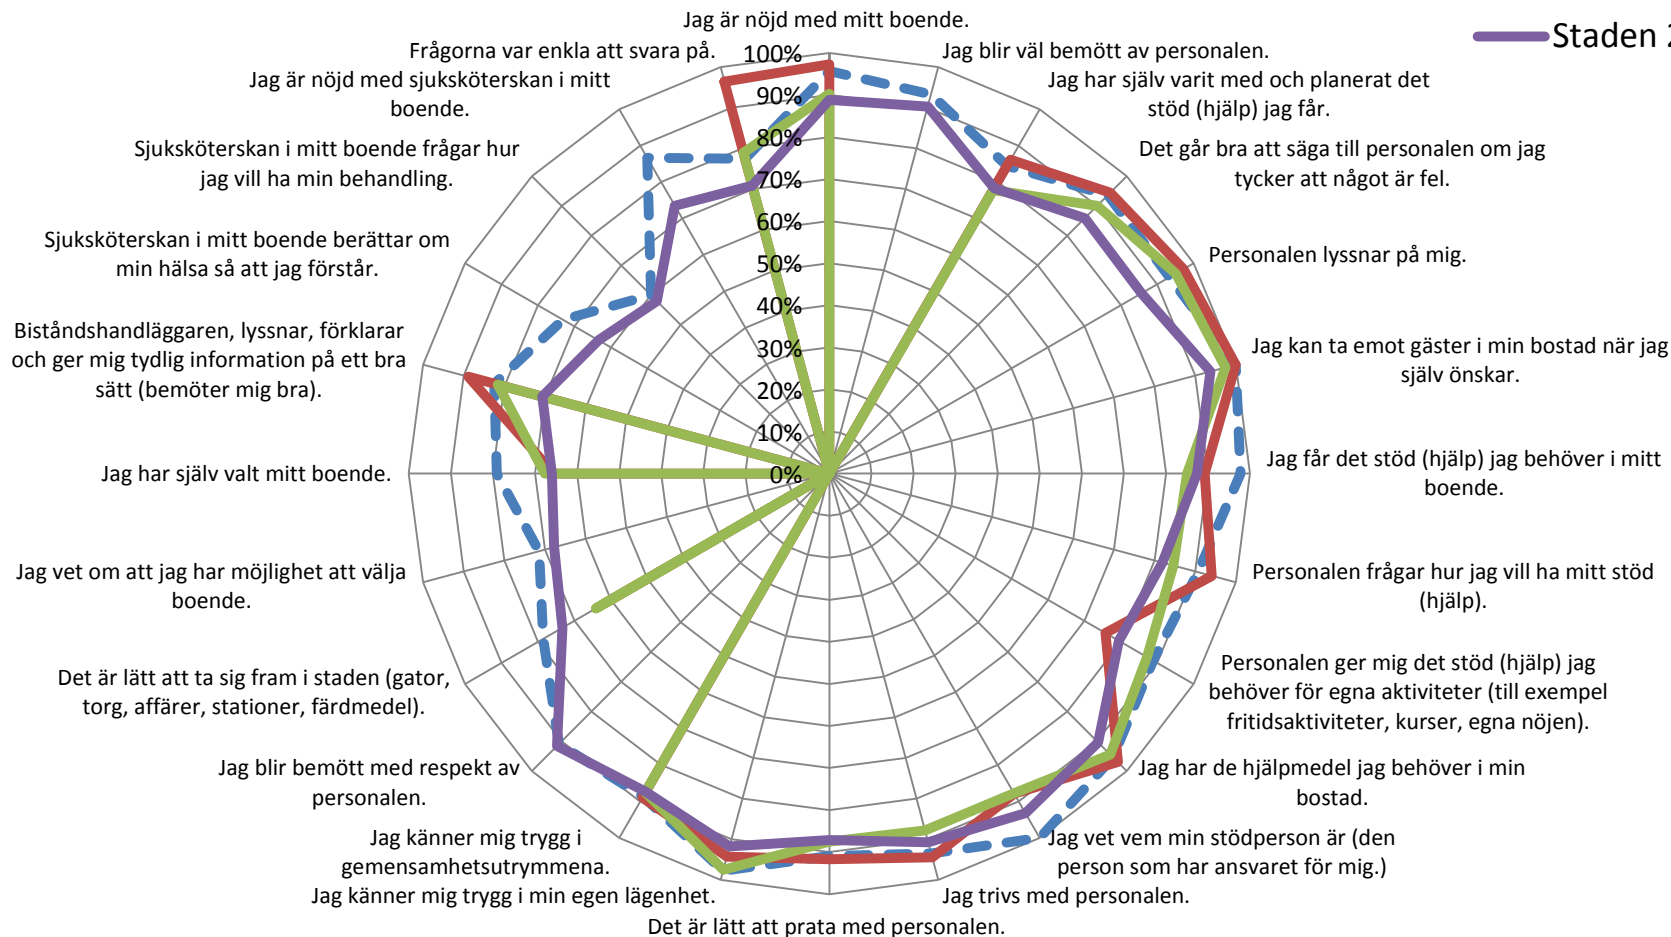 Jag är nöjd med mitt boende.
Staden 2
Jag blir väl bemött av personalen.
Jag har själv varit med och planerat det
stöd (hjälp) jag får.
Det går bra att säga till personalen om jag
tycker att något är fel.
Personalen lyssnar på mig.
Jag kan ta emot gäster i min bostad när jag
själv önskar.
Jag får det stöd (hjälp) jag behöver i mitt
boende.
Personalen frågar hur jag vill ha mitt stöd
(hjälp).
Personalen ger mig det stöd (hjälp) jag
behöver för egna aktiviteter (till exempel
fritidsaktiviteter, kurser, egna nöjen).
Jag har de hjälpmedel jag behöver i min
bostad.
Jag vet vem min stödperson är (den
person som har ansvaret för mig.)
Jag trivs med personalen.
Det är lätt att prata med personalen.
Jag känner mig trygg i min egen lägenhet.
Jag känner mig trygg i
gemensamhetsutrymmena.
Jag blir bemött med respekt av
personalen.
Det är lätt att ta sig fram i staden (gator,
torg, affärer, stationer, färdmedel).
Jag vet om att jag har möjlighet att välja
boende.
Jag har själv valt mitt boende.
Biståndshandläggaren, lyssnar, förklarar
och ger mig tydlig information på ett bra
sätt (bemöter mig bra).
Sjuksköterskan i mitt boende berättar om
min hälsa så att jag förstår.
Sjuksköterskan i mitt boende frågar hur
jag vill ha min behandling.
Jag är nöjd med sjuksköterskan i mitt
boende.
Frågorna var enkla att svara på.
100%
90%
80%
70%
60%
50%
40%
30%
20%
10%
0%